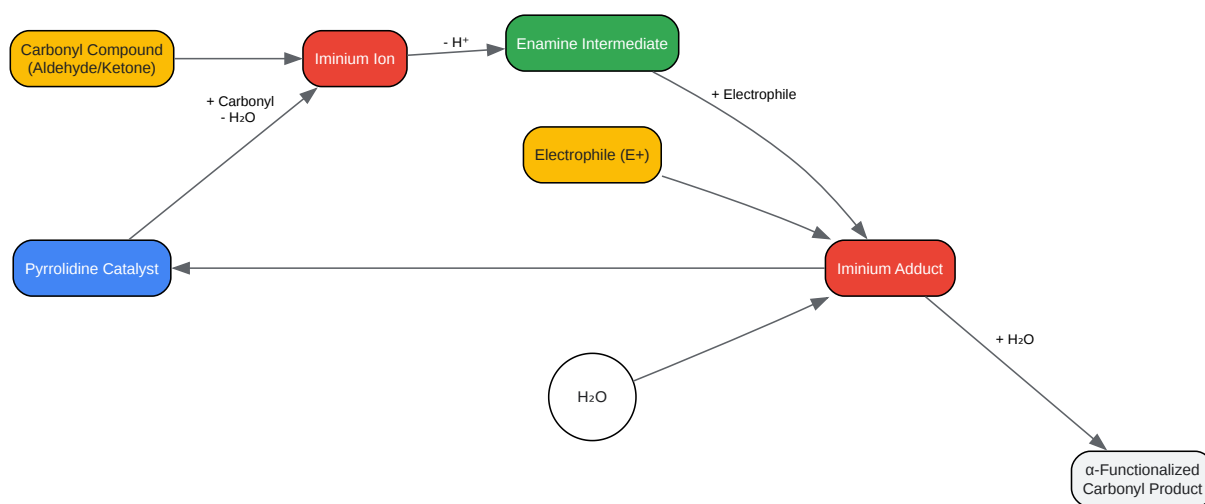 Carbonyl Compound
(Aldehyde/Ketone)
Iminium Ion
- H⁺
Enamine Intermediate
+ Carbonyl
- H₂O
+ Electrophile
Electrophile (E+)
Pyrrolidine Catalyst
Iminium Adduct
+ H₂O
H₂O
α-Functionalized
Carbonyl Product